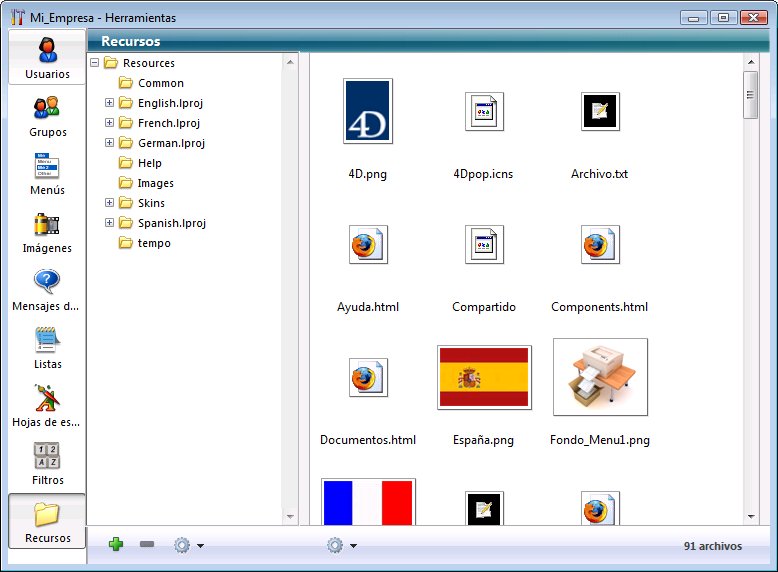 Mi_Empresa - Herramientas
Usuarios
Grupos
Menús
Imágenes
Mensajes d...
Listas
Hojas de es...
Filtros
Recursos
Recursos
Resources
Common
English.lproj
French.lproj
German.lproj
Help
Images
Skins
Spanish.lproj
tempo
4D
4D.png
4Dpop.icns
Archivo.txt
Ayuda.html
Compartido
Components.html
Documentos.html
España.png
Fondo_Menu1.png
91 archivos